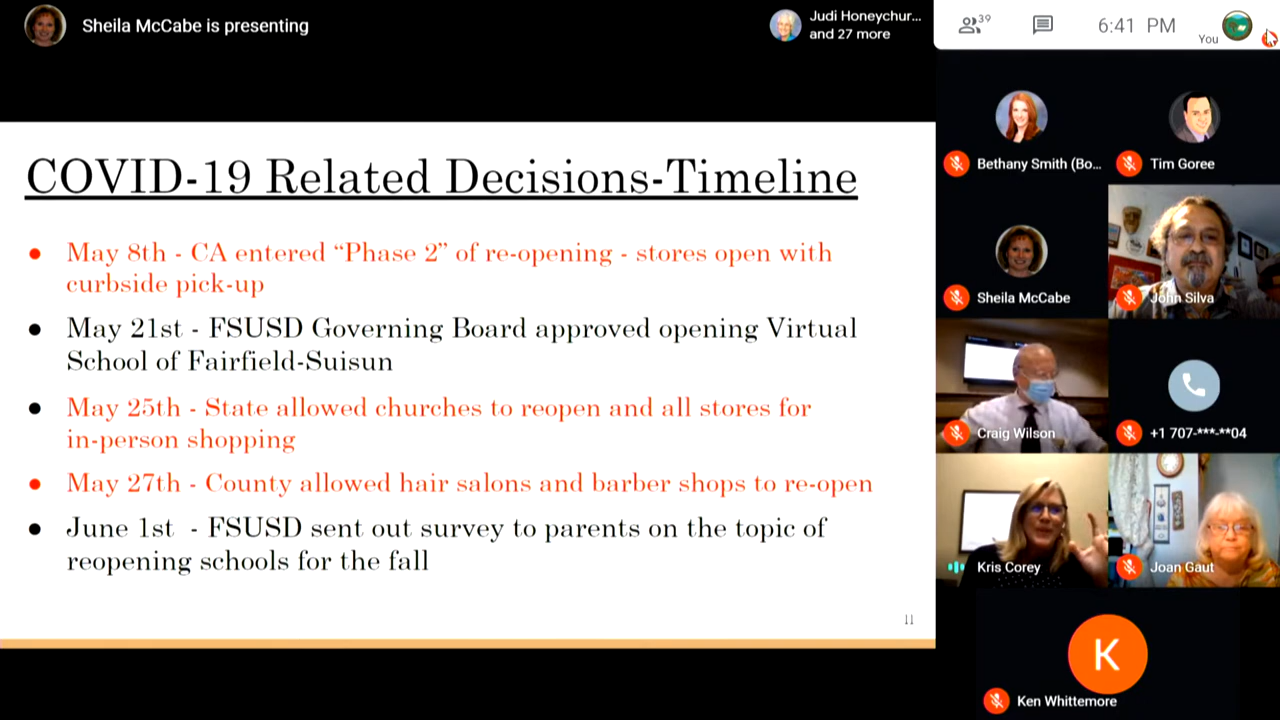 Sheila McCabe is presenting
Judi Honeychur...
and 27 more
39
6:41 PM
You
COVID-19 Related Decisions-Timeline
● May 8th - CA entered “Phase 2” of re-opening - stores open with
curbside pick-up
● May 21st - FSUSD Governing Board approved opening Virtual
School of Fairfield-Suisun
● May 25th - State allowed churches to reopen and all stores for
in-person shopping
● May 27th - County allowed hair salons and barber shops to re-open
● June 1st - FSUSD sent out survey to parents on the topic of
reopening schools for the fall
11
Bethany Smith (Bo...
Tim Goree
Sheila McCabe
John Silva
Craig Wilson
+1 707-***-**04
Kris Corey
Joan Gaut
K
Ken Whittemore